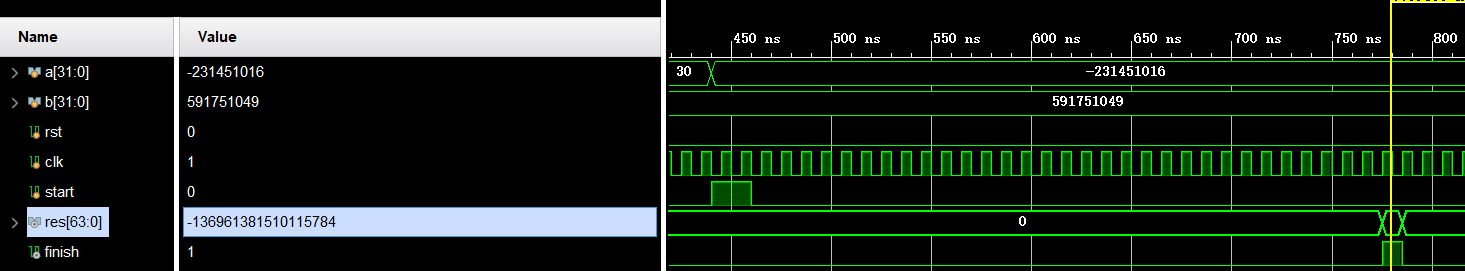 Name Value 450 ns 500 ns 550 ns 600 ns 650 ns 700 ns 750 ns 800
a[31:0] -231451016 30 -231451016
b[31:0] 591751049 591751049
rst 0
clk 1
start 0
res[63:0] -136961381510115784 0
finish 1